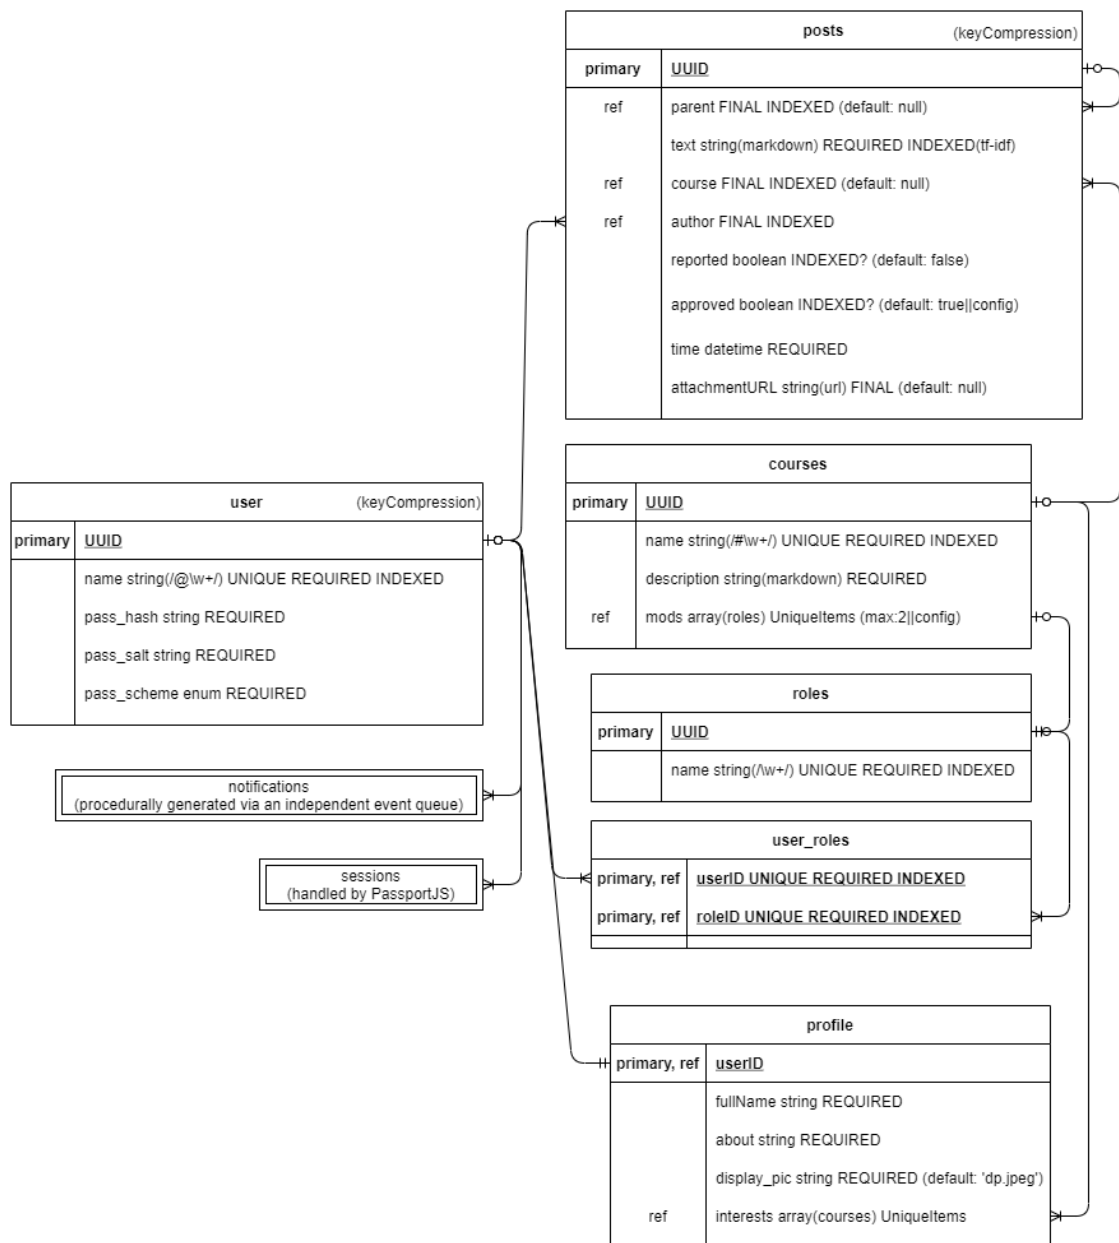 posts (keyCompression)
primary UUID
ref parent FINAL INDEXED (default: null)
text string(markdown) REQUIRED INDEXED(tf-idf)
ref course FINAL INDEXED (default: null)
ref author FINAL INDEXED
reported boolean INDEXED? (default: false)
approved boolean INDEXED? (default: true||config)
time datetime REQUIRED
attachmentURL string(url) FINAL (default: null)
courses
primary UUID
name string(/#\w+/) UNIQUE REQUIRED INDEXED
description string(markdown) REQUIRED
ref mods array(roles) UniqueItems (max:2||config)
user (keyCompression)
primary UUID
name string(/@\w+/) UNIQUE REQUIRED INDEXED
pass_hash string REQUIRED
pass_salt string REQUIRED
pass_scheme enum REQUIRED
roles
primary UUID
name string(/\w+/) UNIQUE REQUIRED INDEXED
notifications
(procedurally generated via an independent event queue)
user_roles
primary, ref userID UNIQUE REQUIRED INDEXED
primary, ref roleID UNIQUE REQUIRED INDEXED
sessions
(handled by PassportJS)
profile
primary, ref userID
fullName string REQUIRED
about string REQUIRED
display_pic string REQUIRED (default: 'dp.jpeg')
ref interests array(courses) UniqueItems